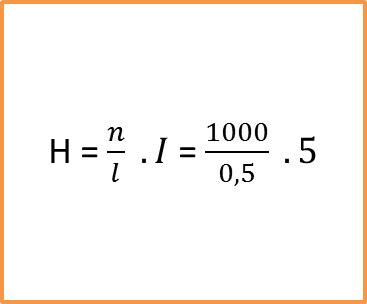 H = n/l . I = 1000/0,5 . 5